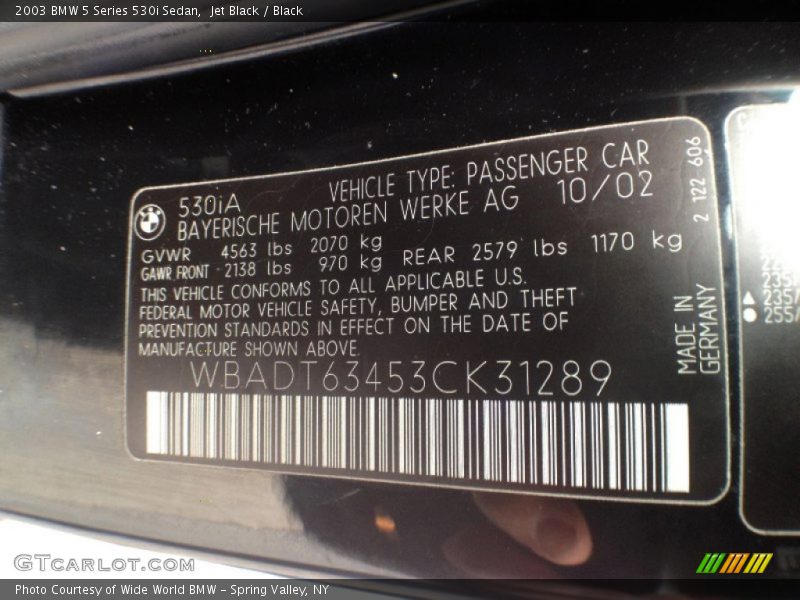 2003 BMW 5 Series 530i Sedan,  Jet Black / Black
530iA VEHICLE TYPE: PASSENGER CAR
BAYERISCHE MOTOREN WERKE AG 10/02
GVWR 4563 lbs 2070 kg
GAWR FRONT 2138 lbs 970 kg REAR 2579 lbs 1170 kg
THIS VEHICLE CONFORMS TO ALL APPLICABLE U.S.
FEDERAL MOTOR VEHICLE SAFETY, BUMPER AND THEFT
PREVENTION STANDARDS IN EFFECT ON THE DATE OF
MANUFACTURE SHOWN ABOVE.
WBADT63453CK31289
2 122 606
MADE IN
GERMANY
GTCARLOT.COM
Photo Courtesy of Wide World BMW - Spring Valley, NY